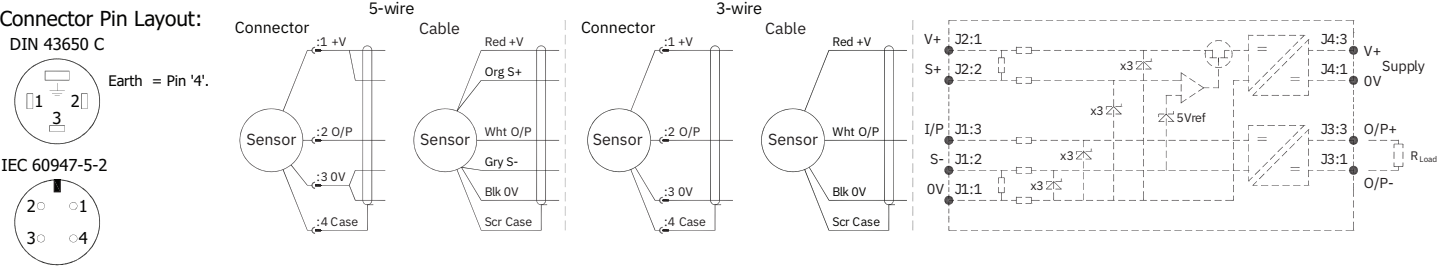 Connector Pin Layout:
DIN 43650 C
1 2
3
Earth = Pin '4'.
IEC 60947-5-2
2 1
3 4
5-wire
Connector
Cable
Sensor
:1 +V
:2 O/P
:3 0V
:4 Case
Sensor
Red +V
Org S+
Wht O/P
Gry S-
Blk 0V
Scr Case
3-wire
Connector
Cable
Sensor
:1 +V
:2 O/P
:3 0V
:4 Case
Sensor
Red +V
Wht O/P
Blk 0V
Scr Case
V+ J2:1
S+ J2:2
I/P J1:3
S- J1:2
0V J1:1
x3
x3
x3
x3
5Vref
J4:3 V+
Supply
J4:1 0V
J3:3 O/P+
RLoad
J3:1 O/P-